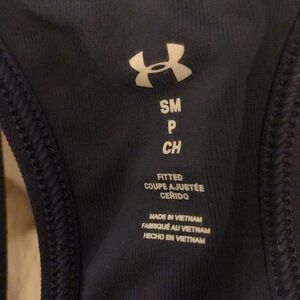 SM
P
CH
FITTED
COUPE AJUSTÉE
CEÑIDO
MADE IN VIETNAM
FABRIQUÉ AU VIETNAM
HECHO EN VIETNAM